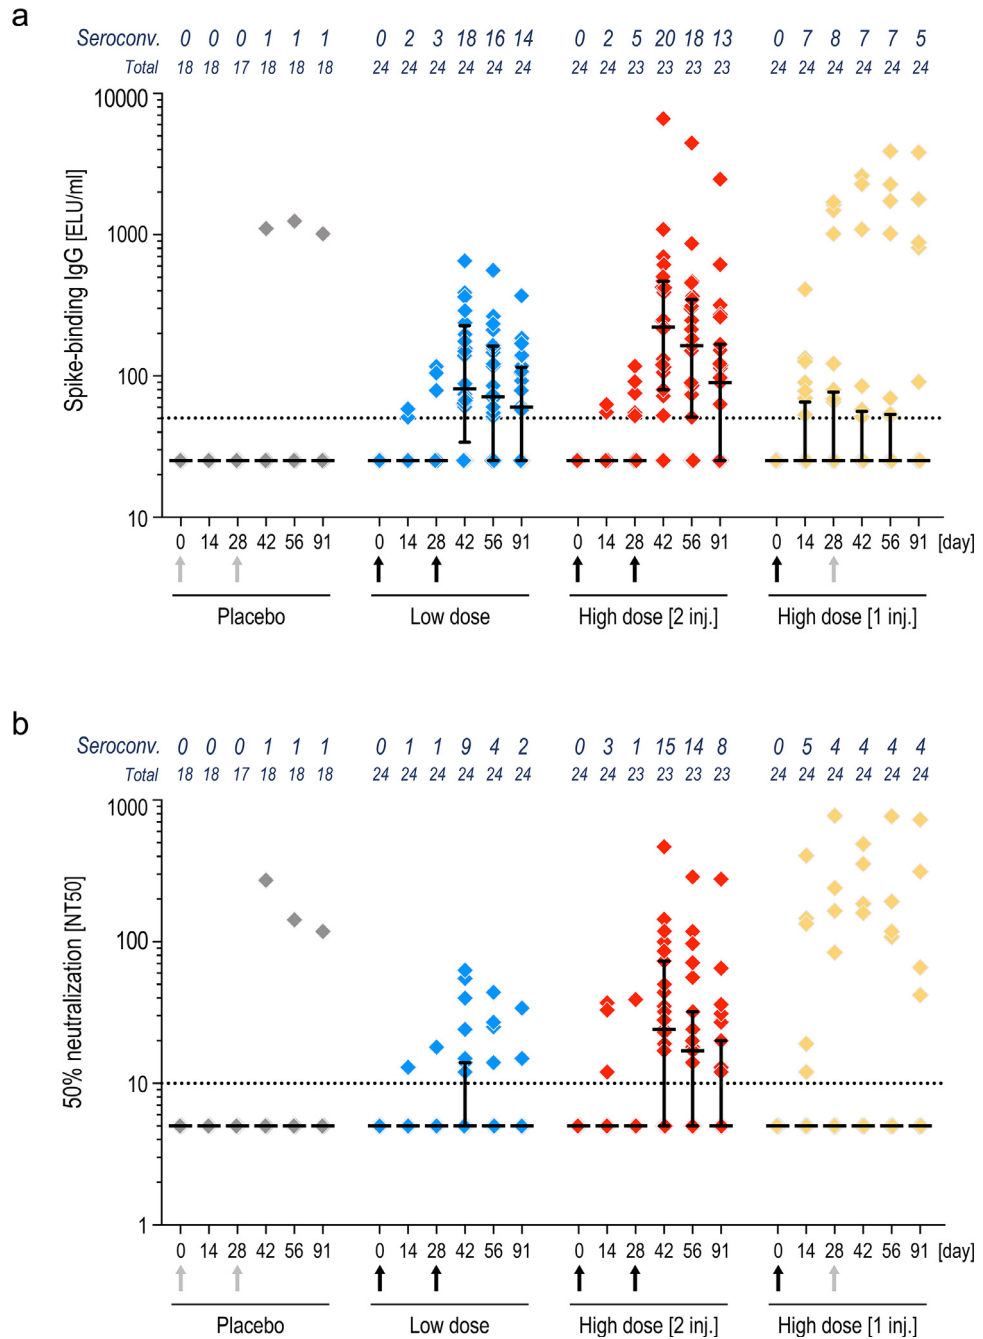 a
Seroconv. 0 0 0 1 1 1 0 2 3 18 16 14 0 2 5 20 18 13 0 7 8 7 7 5
Total 18 18 17 18 18 18 24 24 24 24 24 24 24 24 23 23 23 23 24 24 24 24 24 24
Spike-binding IgG [ELU/ml]
10000
1000
100
10
0 14 28 42 56 91 0 14 28 42 56 91 0 14 28 42 56 91 0 14 28 42 56 91 [day]
Placebo Low dose High dose [2 inj.] High dose [1 inj.]
b
Seroconv. 0 0 0 1 1 1 0 1 1 9 4 2 0 3 1 15 14 8 0 5 4 4 4 4
Total 18 18 17 18 18 18 24 24 24 24 24 24 24 24 23 23 23 23 24 24 24 24 24 24
50% neutralization [NT50]
1000
100
10
1
0 14 28 42 56 91 0 14 28 42 56 91 0 14 28 42 56 91 0 14 28 42 56 91 [day]
Placebo Low dose High dose [2 inj.] High dose [1 inj.]